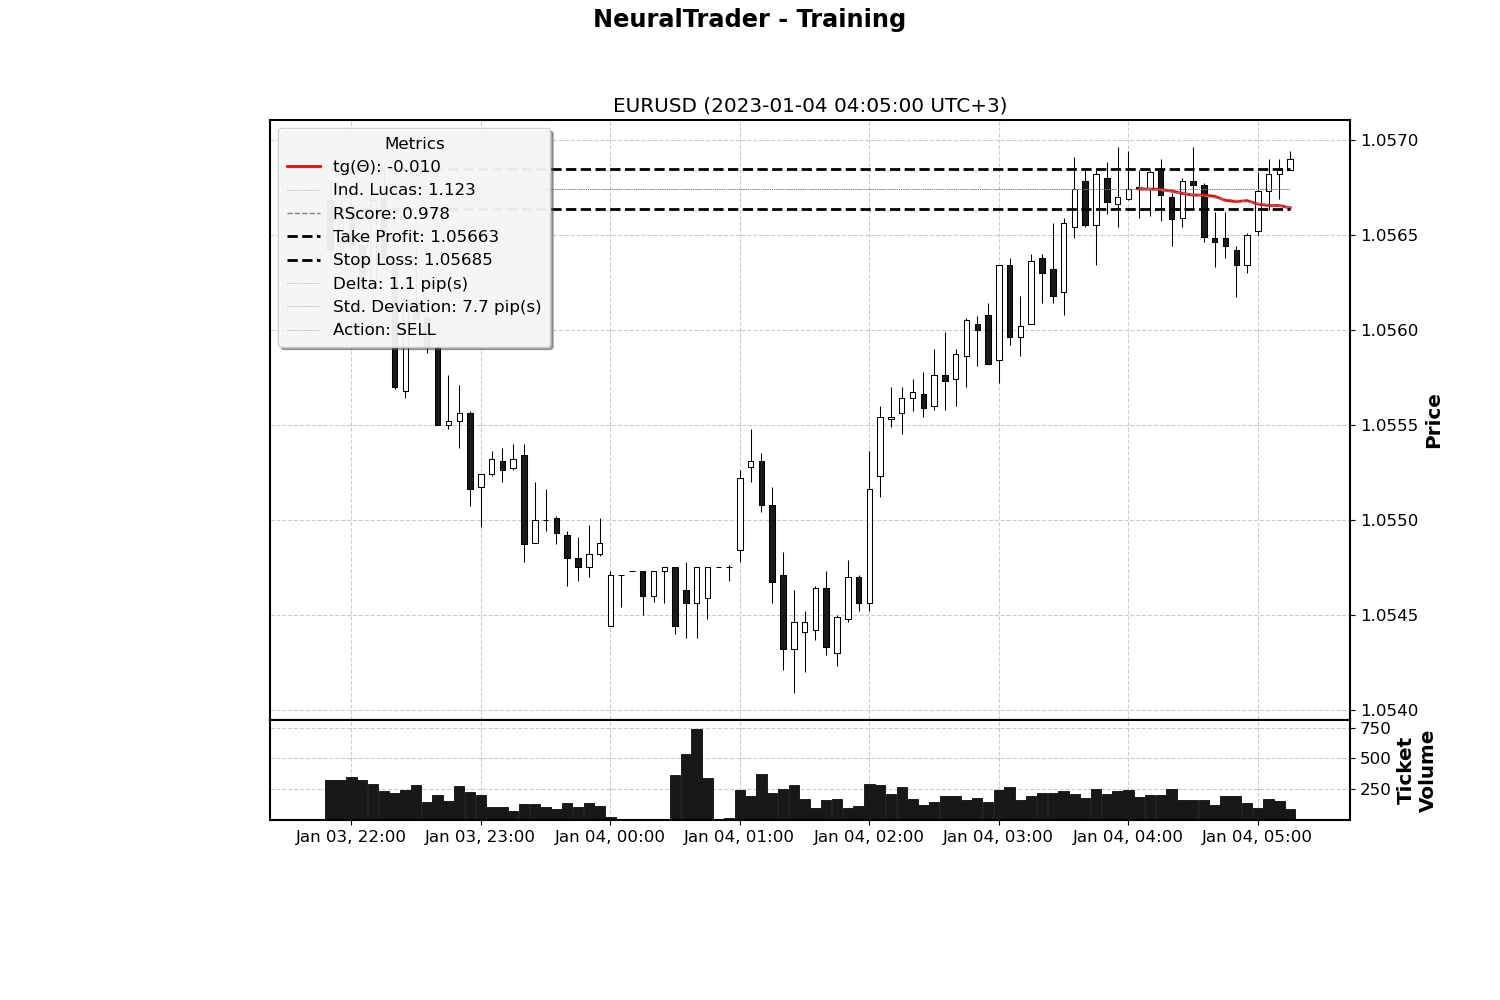 NeuralTrader - Training
EURUSD (2023-01-04 04:05:00 UTC+3)
Metrics
tg(Θ): -0.010
Ind. Lucas: 1.123
RScore: 0.978
Take Profit: 1.05663
Stop Loss: 1.05685
Delta: 1.1 pip(s)
Std. Deviation: 7.7 pip(s)
Action: SELL
1.0570
1.0565
1.0560
1.0555
1.0550
1.0545
1.0540
Price
750
500
250
Ticket
Volume
Jan 03, 22:00
Jan 03, 23:00
Jan 04, 00:00
Jan 04, 01:00
Jan 04, 02:00
Jan 04, 03:00
Jan 04, 04:00
Jan 04, 05:00